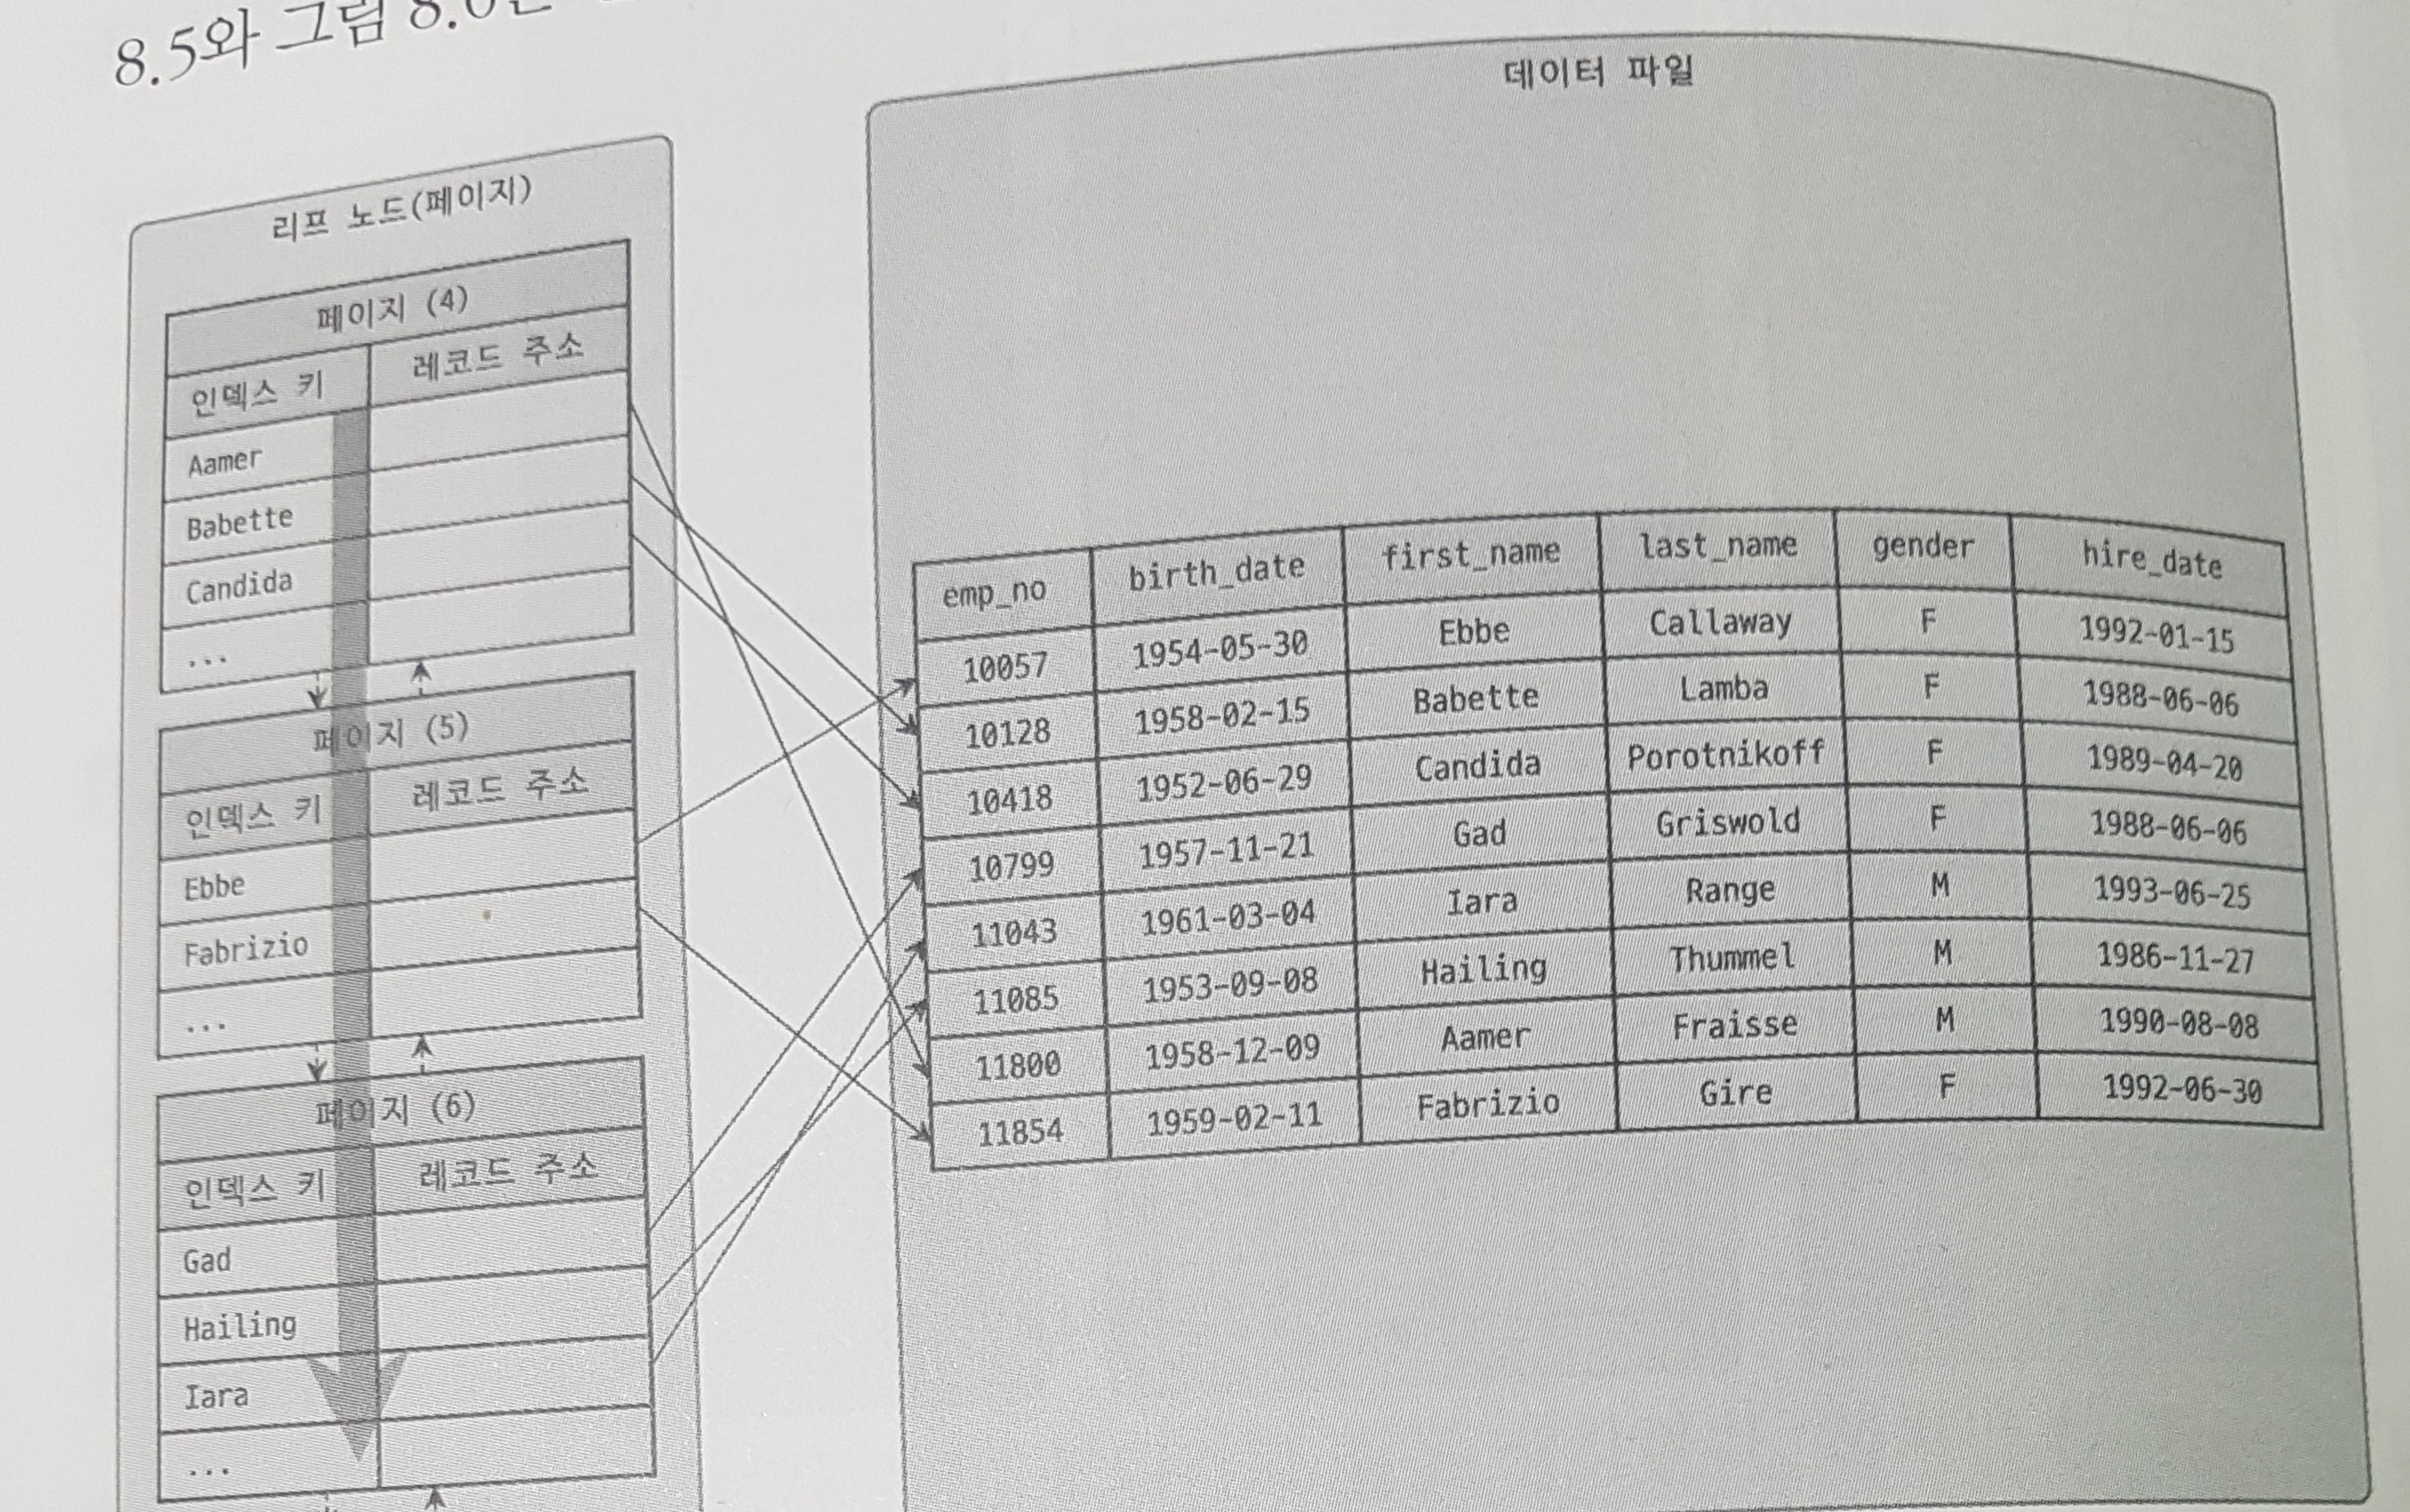 8.5와 그림
리프 노드(페이지)
페이지 (4)
인덱스 키 레코드 주소
Aamer
Babette
Candida
...
페이지 (5)
인덱스 키 레코드 주소
Ebbe
Fabrizio
...
페이지 (6)
인덱스 키 레코드 주소
Gad
Hailing
Iara
...
데이터 파일
emp_no birth_date first_name last_name gender hire_date
10057 1954-05-30 Ebbe Callaway F 1992-01-15
10128 1958-02-15 Babette Lamba F 1988-06-06
10418 1952-06-29 Candida Porotnikoff F 1989-04-20
10799 1957-11-21 Gad Griswold F 1988-06-06
11043 1961-03-04 Iara Range M 1993-06-25
11085 1953-09-08 Hailing Thummel M 1986-11-27
11800 1958-12-09 Aamer Fraisse M 1990-08-08
11854 1959-02-11 Fabrizio Gire F 1992-06-30